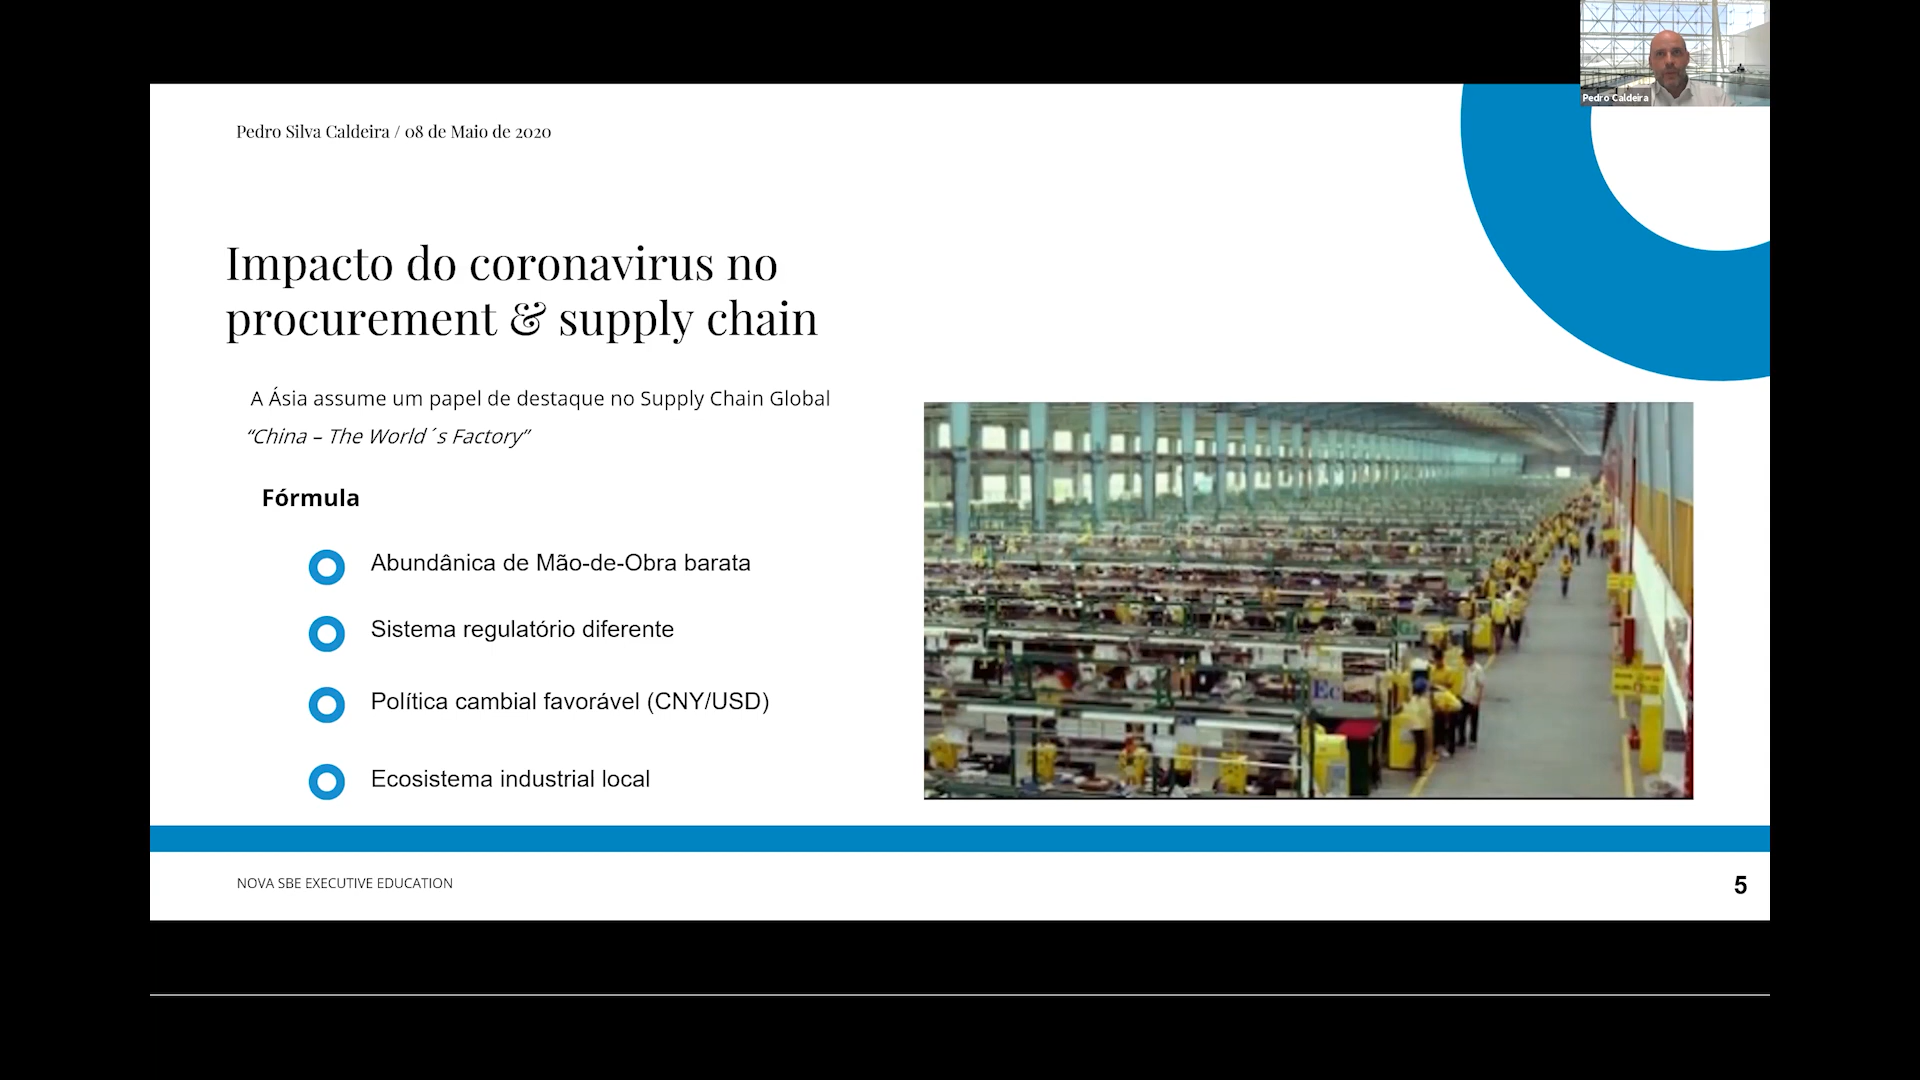 Pedro Caldeira
Pedro Silva Caldeira / 08 de Maio de 2020
Impacto do coronavirus no
procurement & supply chain
A Ásia assume um papel de destaque no Supply Chain Global
“China – The World´s Factory”
Fórmula
Abundânica de Mão-de-Obra barata
Sistema regulatório diferente
Política cambial favorável (CNY/USD)
Ecosistema industrial local
Ec
NOVA SBE EXECUTIVE EDUCATION
5